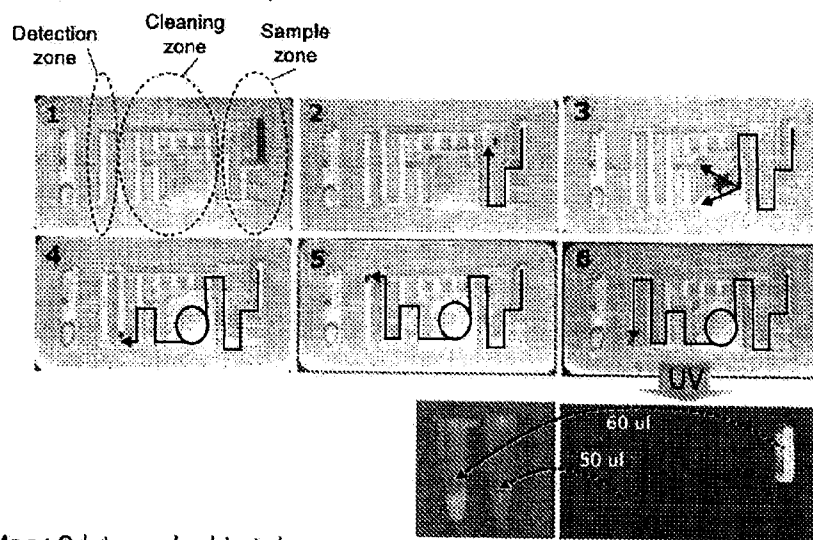 Detection
zone
Cleaning
zone
Sample
zone
1
2
3
4
5
6
UV
60 ul
50 ul